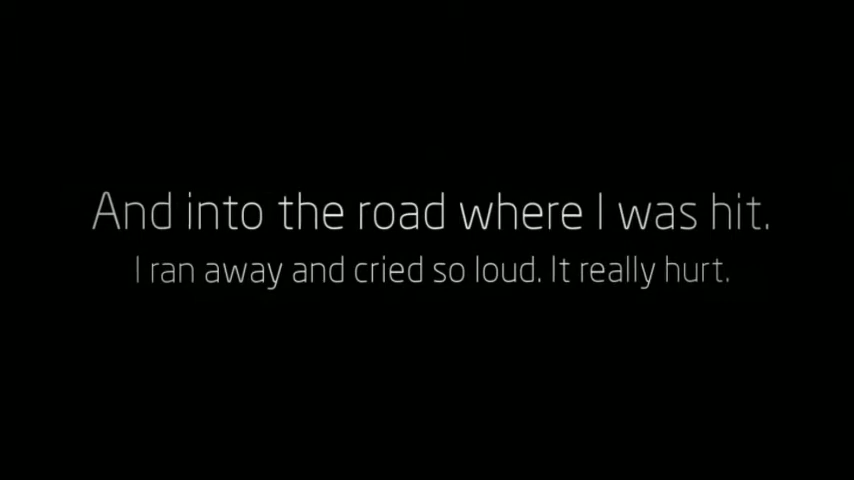 And into the road where I was hit.
I ran away and cried so loud. It really hurt.